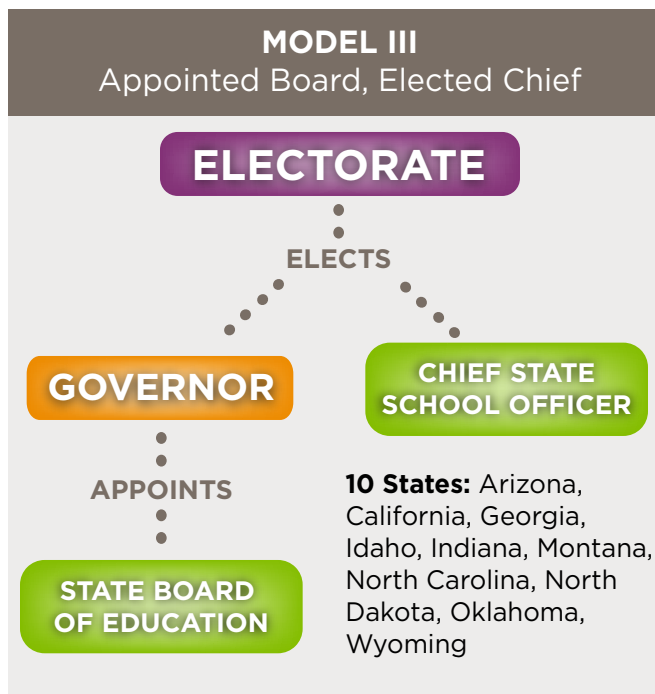 MODEL III
Appointed Board, Elected Chief
ELECTORATE
ELECTS
GOVERNOR
CHIEF STATE
SCHOOL OFFICER
APPOINTS
STATE BOARD
OF EDUCATION
10 States: Arizona,
California, Georgia,
Idaho, Indiana, Montana,
North Carolina, North
Dakota, Oklahoma,
Wyoming